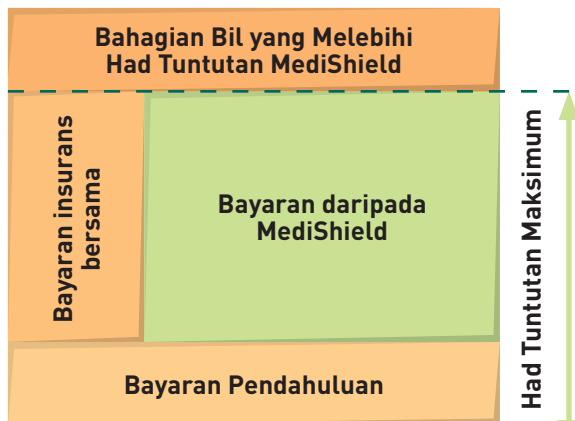 Bahagian Bil yang Melebihi
Had Tuntutan MediShield
Bayaran insurans
bersama
Bayaran daripada
MediShield
Had Tuntutan Maksimum
Bayaran Pendahuluan